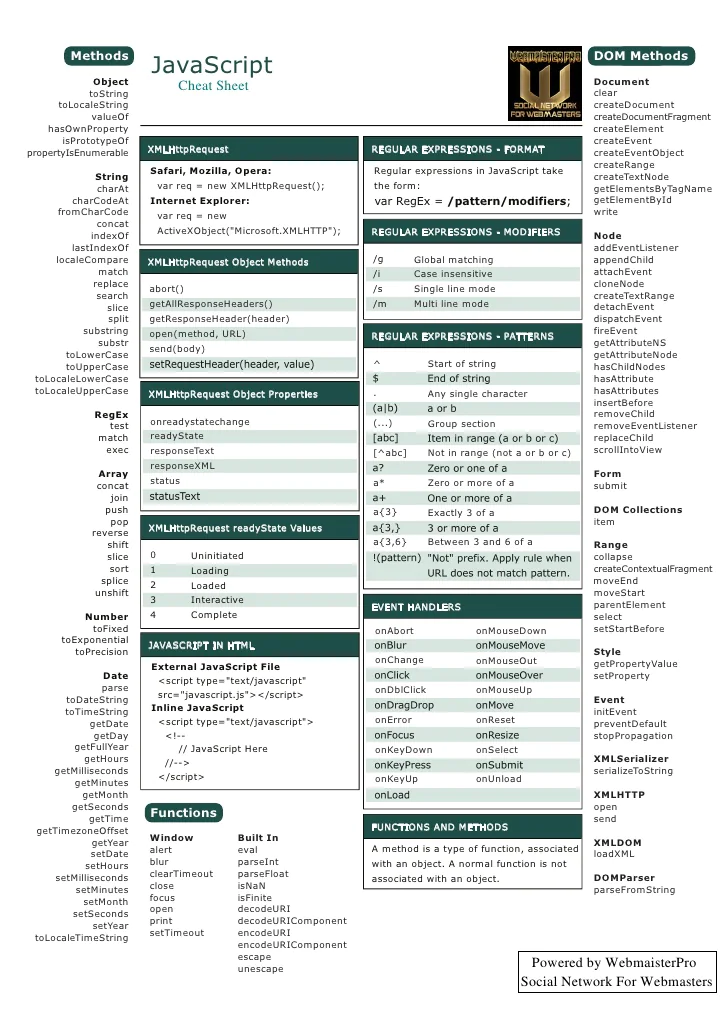 Methods
Object
toString
toLocaleString
valueOf
hasOwnProperty
isPrototypeOf
propertyIsEnumerable
String
charAt
charCodeAt
fromCharCode
concat
indexOf
lastIndexOf
localeCompare
match
replace
search
slice
split
substring
substr
toLowerCase
toUpperCase
toLocaleLowerCase
toLocaleUpperCase
RegEx
test
match
exec
Array
concat
join
push
pop
reverse
shift
slice
sort
splice
unshift
Number
toFixed
toExponential
toPrecision
Date
parse
toDateString
toTimeString
getDate
getDay
getFullYear
getHours
getMilliseconds
getMinutes
getMonth
getSeconds
getTime
getTimezoneOffset
getYear
setDate
setHours
setMilliseconds
setMinutes
setMonth
setSeconds
setYear
toLocaleTimeString
JavaScript
Cheat Sheet
WEBMAISTER PRO
SOCIAL NETWORK
FOR WEBMASTERS
XMLHttpRequest
Safari, Mozilla, Opera:
var req = new XMLHttpRequest();
Internet Explorer:
var req = new
ActiveXObject("Microsoft.XMLHTTP");
XMLHttpRequest Object Methods
abort()
getAllResponseHeaders()
getResponseHeader(header)
open(method, URL)
send(body)
setRequestHeader(header, value)
XMLHttpRequest Object Properties
onreadystatechange
readyState
responseText
responseXML
status
statusText
XMLHttpRequest readyState Values
0 Uninitiated
1 Loading
2 Loaded
3 Interactive
4 Complete
JAVASCRIPT IN HTML
External JavaScript File
<script type="text/javascript"
src="javascript.js"></script>
Inline JavaScript
<script type="text/javascript">
<!--
// JavaScript Here
//-->
</script>
Functions
Window
alert
blur
clearTimeout
close
focus
open
print
setTimeout
Built In
eval
parseInt
parseFloat
isNaN
isFinite
decodeURI
decodeURIComponent
encodeURI
encodeURIComponent
escape
unescape
REGULAR EXPRESSIONS - FORMAT
Regular expressions in JavaScript take
the form:
var RegEx = /pattern/modifiers;
REGULAR EXPRESSIONS - MODIFIERS
/g Global matching
/i Case insensitive
/s Single line mode
/m Multi line mode
REGULAR EXPRESSIONS - PATTERNS
^ Start of string
$ End of string
. Any single character
(a|b) a or b
(...) Group section
[abc] Item in range (a or b or c)
[^abc] Not in range (not a or b or c)
a? Zero or one of a
a* Zero or more of a
a+ One or more of a
a{3} Exactly 3 of a
a{3,} 3 or more of a
a{3,6} Between 3 and 6 of a
!(pattern) "Not" prefix. Apply rule when
URL does not match pattern.
EVENT HANDLERS
onAbort onMouseDown
onBlur onMouseMove
onChange onMouseOut
onClick onMouseOver
onDblClick onMouseUp
onDragDrop onMove
onError onReset
onFocus onResize
onKeyDown onSelect
onKeyPress onSubmit
onKeyUp onUnload
onLoad
FUNCTIONS AND METHODS
A method is a type of function, associated
with an object. A normal function is not
associated with an object.
DOM Methods
Document
clear
createDocument
createDocumentFragment
createElement
createEvent
createEventObject
createRange
createTextNode
getElementsByTagName
getElementById
write
Node
addEventListener
appendChild
attachEvent
cloneNode
createTextRange
detachEvent
dispatchEvent
fireEvent
getAttributeNS
getAttributeNode
hasChildNodes
hasAttribute
hasAttributes
insertBefore
removeChild
removeEventListener
replaceChild
scrollIntoView
Form
submit
DOM Collections
item
Range
collapse
createContextualFragment
moveEnd
moveStart
parentElement
select
setStartBefore
Style
getPropertyValue
setProperty
Event
initEvent
preventDefault
stopPropagation
XMLSerializer
serializeToString
XMLHTTP
open
send
XMLDOM
loadXML
DOMParser
parseFromString
Powered by WebmaisterPro
Social Network For Webmasters